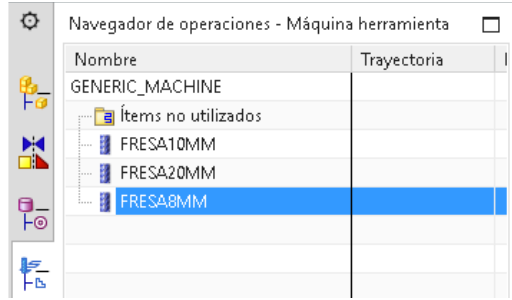 Navegador de operaciones - Máquina herramienta
Nombre Trayectoria
GENERIC_MACHINE
Ítems no utilizados
FRESA10MM
FRESA20MM
FRESA8MM